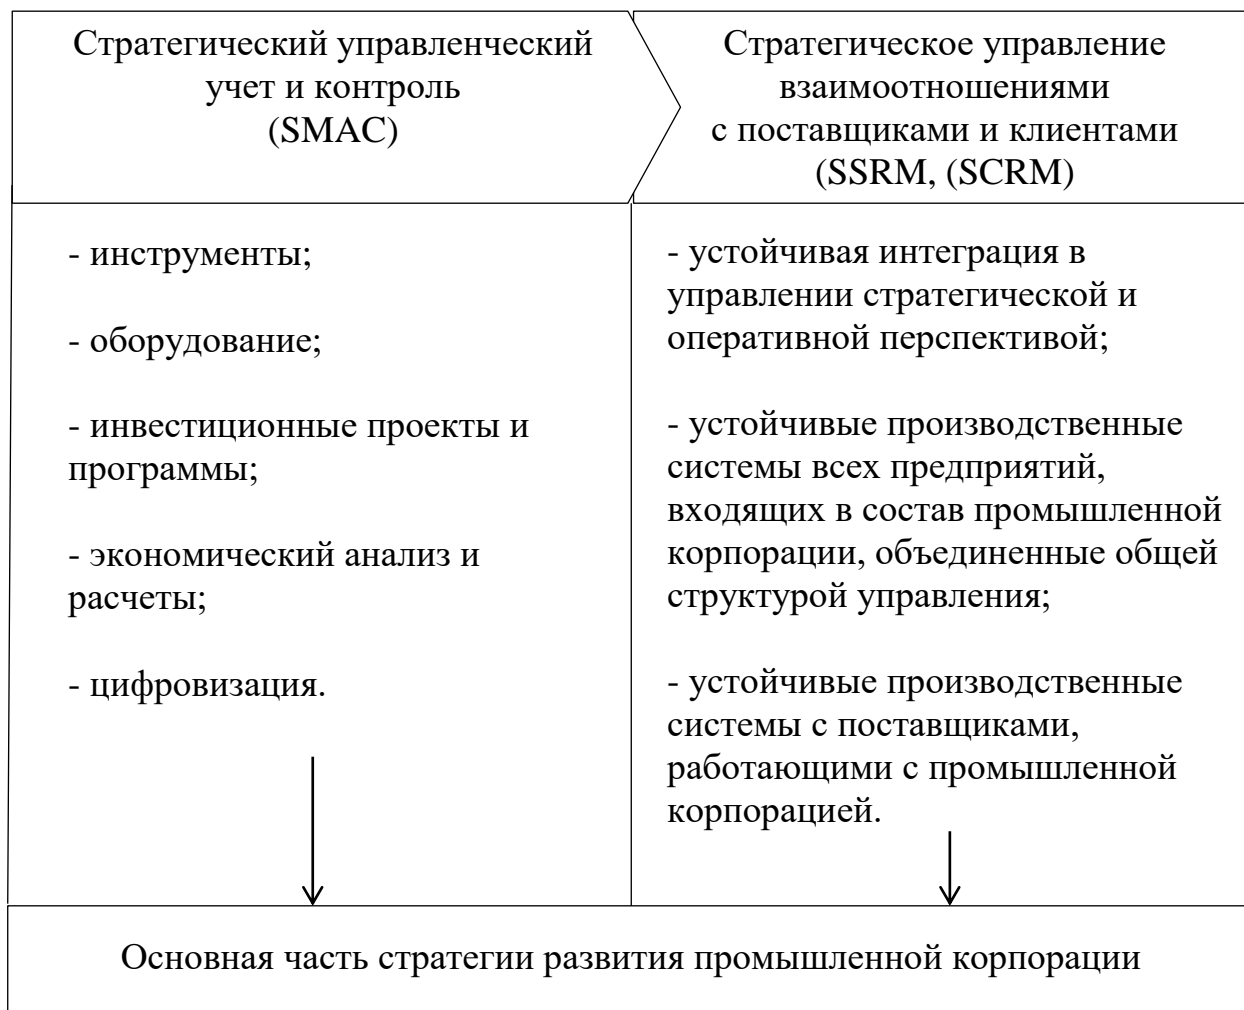 Стратегический управленческий
учет и контроль
(SMAC)
Стратегическое управление
взаимоотношениями
с поставщиками и клиентами
(SSRM, (SCRM)
- инструменты;
- оборудование;
- инвестиционные проекты и
программы;
- экономический анализ и
расчеты;
- цифровизация.
- устойчивая интеграция в
управлении стратегической и
оперативной перспективой;
- устойчивые производственные
системы всех предприятий,
входящих в состав промышленной
корпорации, объединенные общей
структурой управления;
- устойчивые производственные
системы с поставщиками,
работающими с промышленной
корпорацией.
Основная часть стратегии развития промышленной корпорации